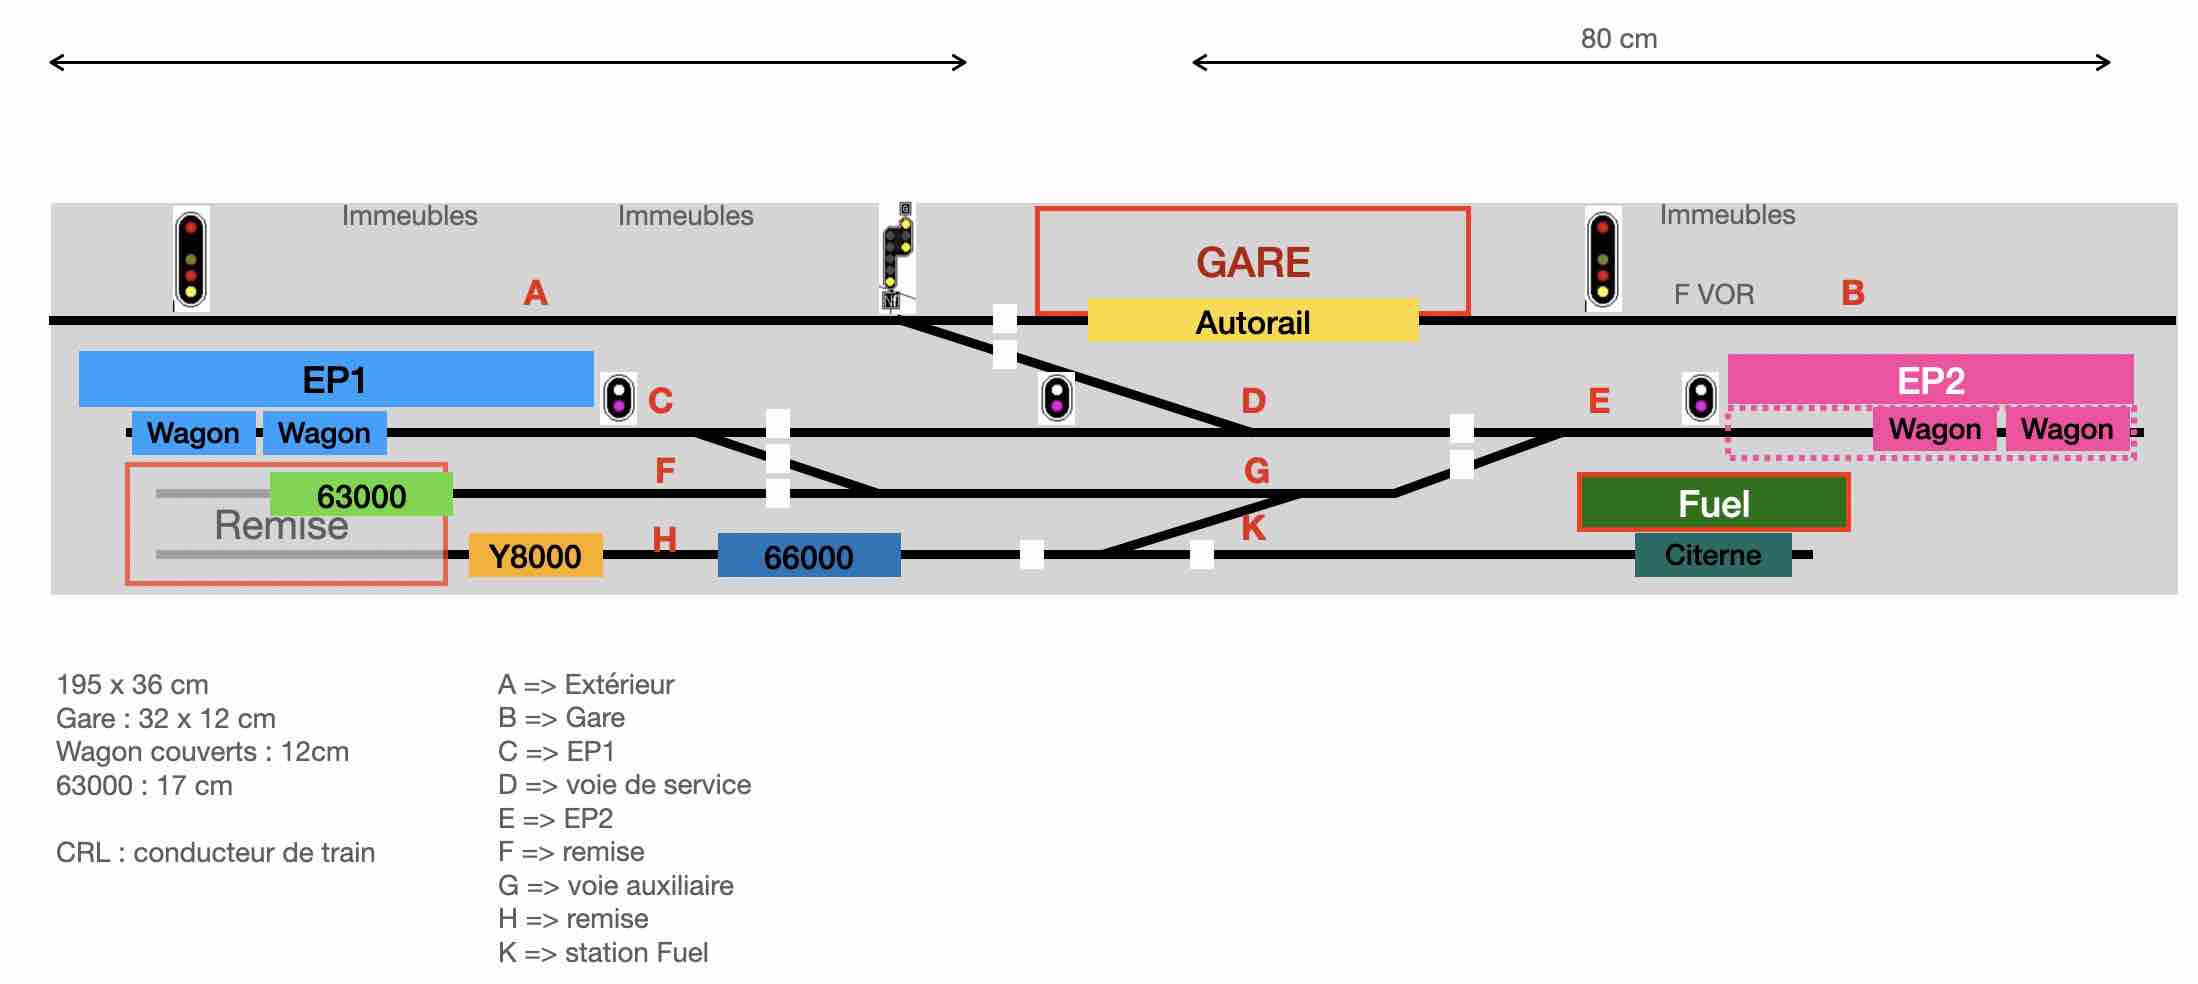 80 cm
Immeubles
Immeubles
Immeubles
GARE
A
F VOR
B
Autorail
EP1
C
D
E
EP2
Wagon
Wagon
Wagon
Wagon
F
G
63000
Fuel
Remise
K
H
Y8000
66000
Citerne
195 x 36 cm
Gare : 32 x 12 cm
Wagon couverts : 12cm
63000 : 17 cm
CRL : conducteur de train
A => Extérieur
B => Gare
C => EP1
D => voie de service
E => EP2
F => remise
G => voie auxiliaire
H => remise
K => station Fuel